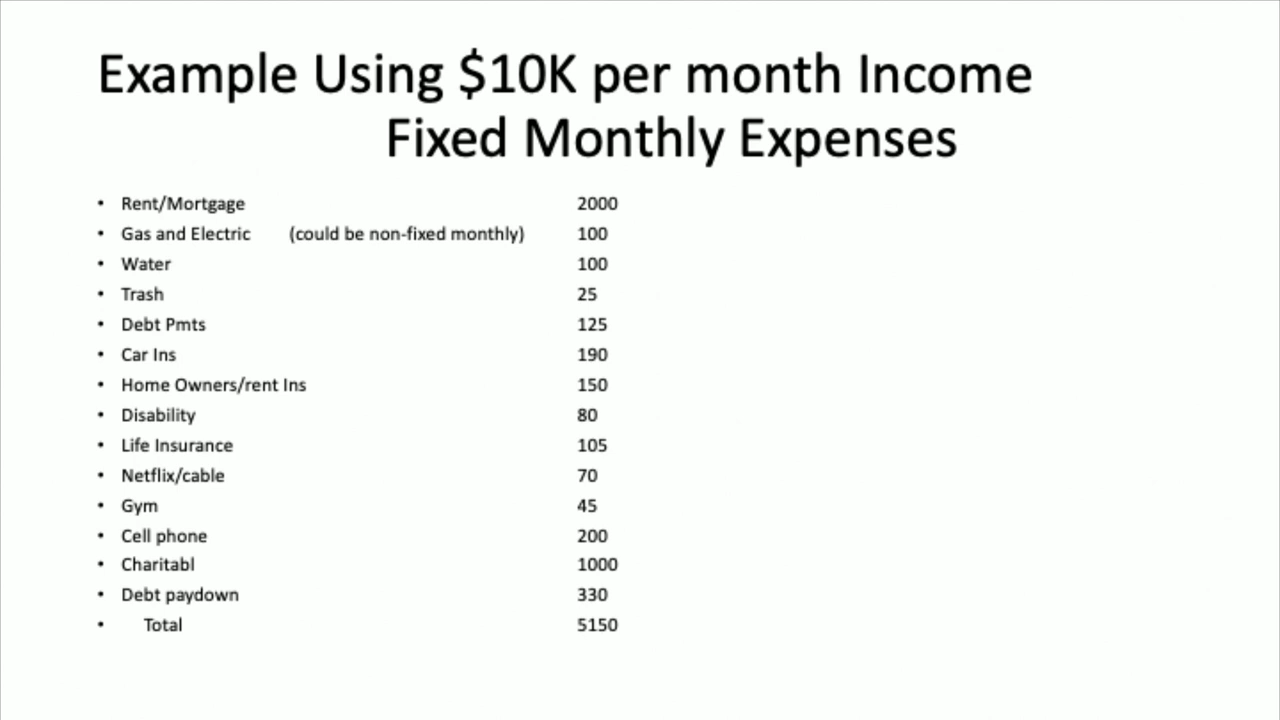 Example Using $10K per month Income
Fixed Monthly Expenses
• Rent/Mortgage 2000
• Gas and Electric (could be non-fixed monthly) 100
• Water 100
• Trash 25
• Debt Pmts 125
• Car Ins 190
• Home Owners/rent Ins 150
• Disability 80
• Life Insurance 105
• Netflix/cable 70
• Gym 45
• Cell phone 200
• Charitabl 1000
• Debt paydown 330
• Total 5150